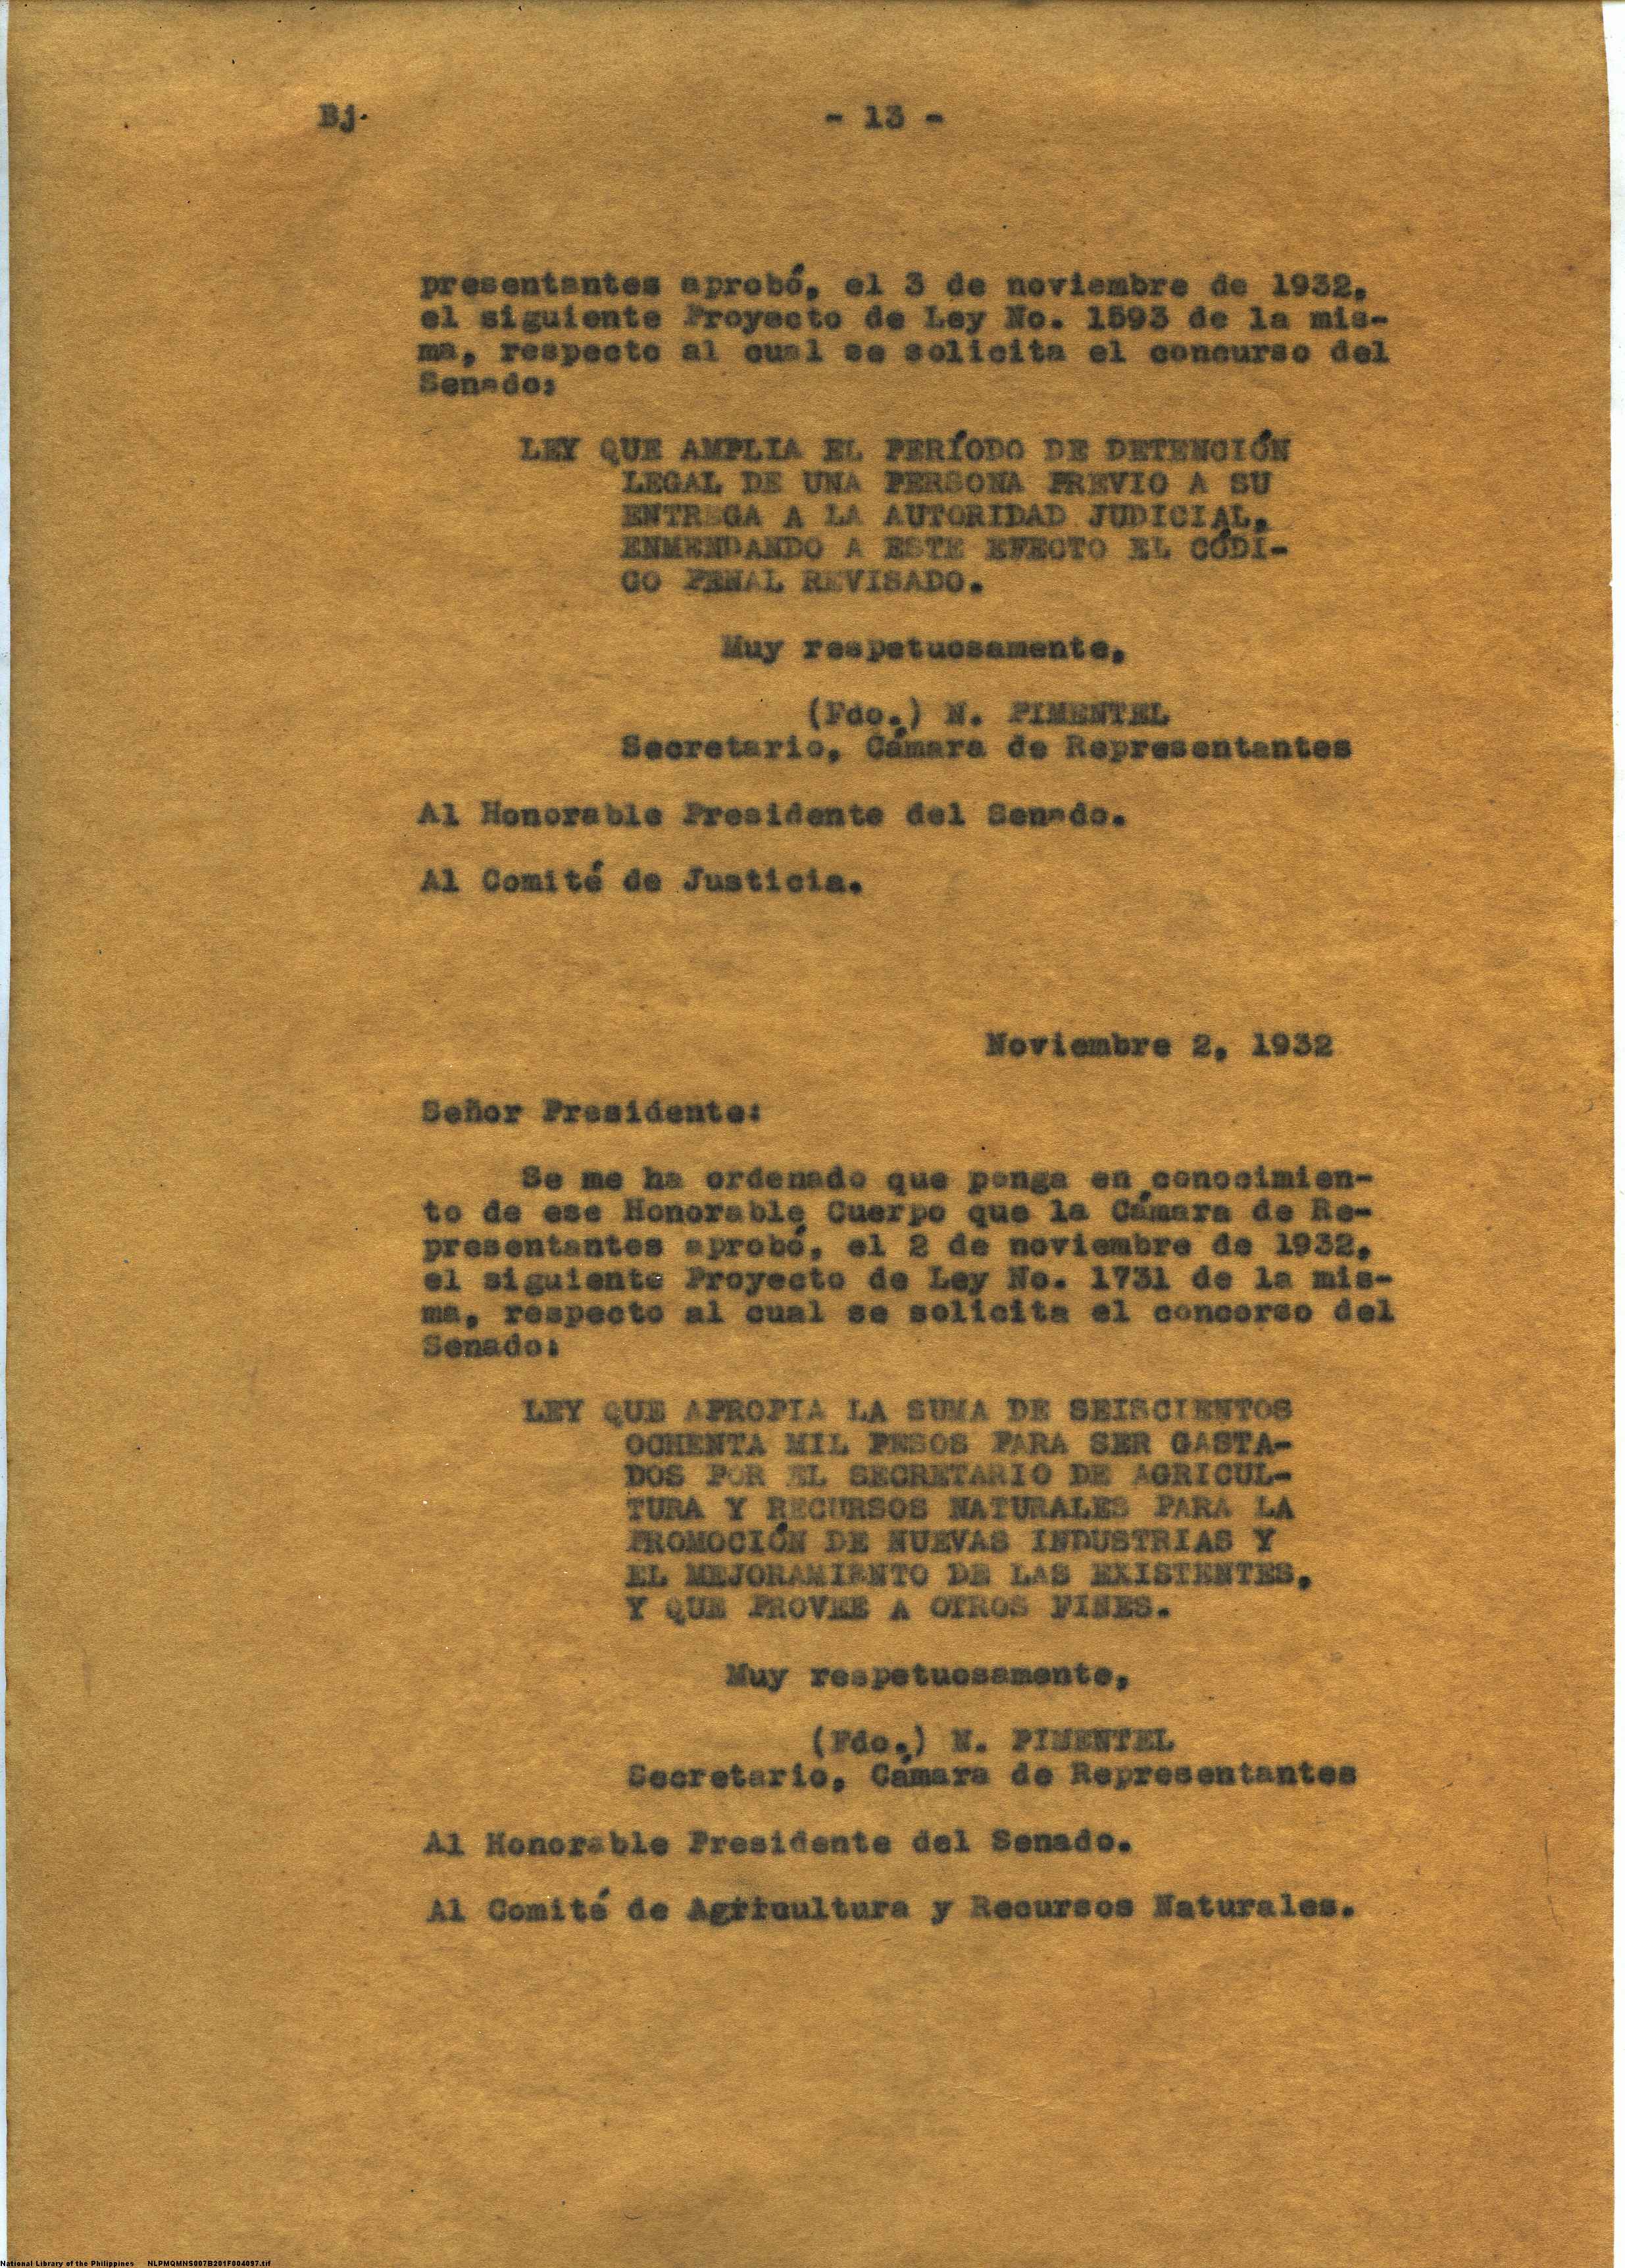 Bj. - 13 -
presentantes aprobó, el 3 de noviembre de 1932,
el siguiente Proyecto de Ley No. 1593 de la mis-
ma, respecto al cual se solicita el concurso del
Senado:
LEY QUE AMPLIA EL PERÍODO DE DETENCIÓN
LEGAL DE UNA PERSONA PREVIO A SU
ENTREGA A LA AUTORIDAD JUDICIAL,
ENMENDANDO A ESTE EFECTO EL CÓDI-
GO PENAL REVISADO.
Muy respetuosamente,
(Fdo.) N. PIMENTEL
Secretario, Cámara de Representantes
Al Honorable Presidente del Senado.
Al Comité de Justicia.
Noviembre 2, 1932
Señor Presidente:
Se me ha ordenado que ponga en conocimien-
to de ese Honorable Cuerpo que la Cámara de Re-
presentantes aprobó, el 2 de noviembre de 1932,
el siguiente Proyecto de Ley No. 1731 de la mis-
ma, respecto al cual se solicita el concorso del
Senado:
LEY QUE APROPIA LA SUMA DE SEISCIENTOS
OCHENTA MIL PESOS PARA SER GASTA-
DOS POR EL SECRETARIO DE AGRICUL-
TURA Y RECURSOS NATURALES PARA LA
PROMOCIÓN DE NUEVAS INDUSTRIAS Y
EL MEJORAMIENTO DE LAS EXISTENTES,
Y QUE PROVEE A OTROS FINES.
Muy respetuosamente,
(Fdo.) N. PIMENTEL
Secretario, Cámara de Representantes
Al Honorable Presidente del Senado.
Al Comité de Agricultura y Recursos Naturales.
National Library of the Philippines NLPMQMNS007B201F004097.tif